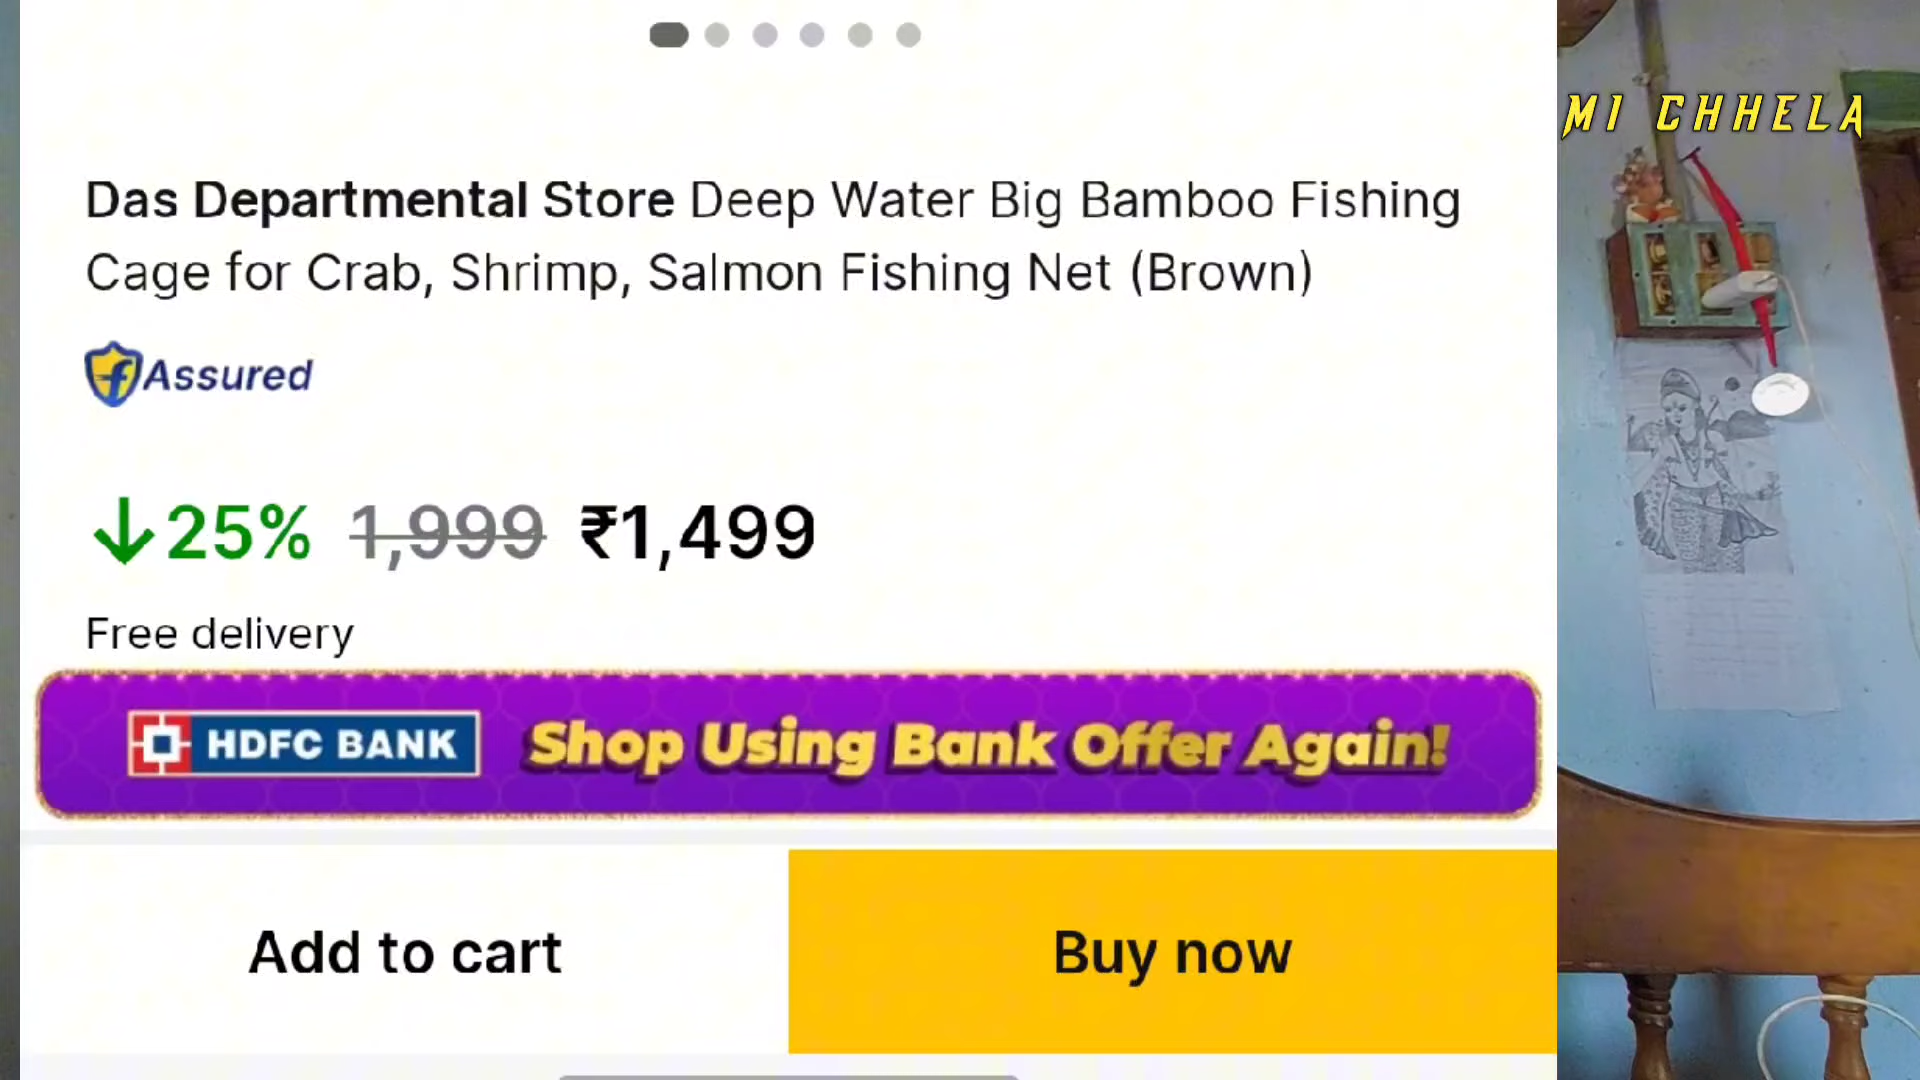 Das Departmental Store Deep Water Big Bamboo Fishing
Cage for Crab, Shrimp, Salmon Fishing Net (Brown)
Assured
↓25% 1,999 ₹1,499
Free delivery
HDFC BANK Shop Using Bank Offer Again!
Add to cart
Buy now
MI CHHELA